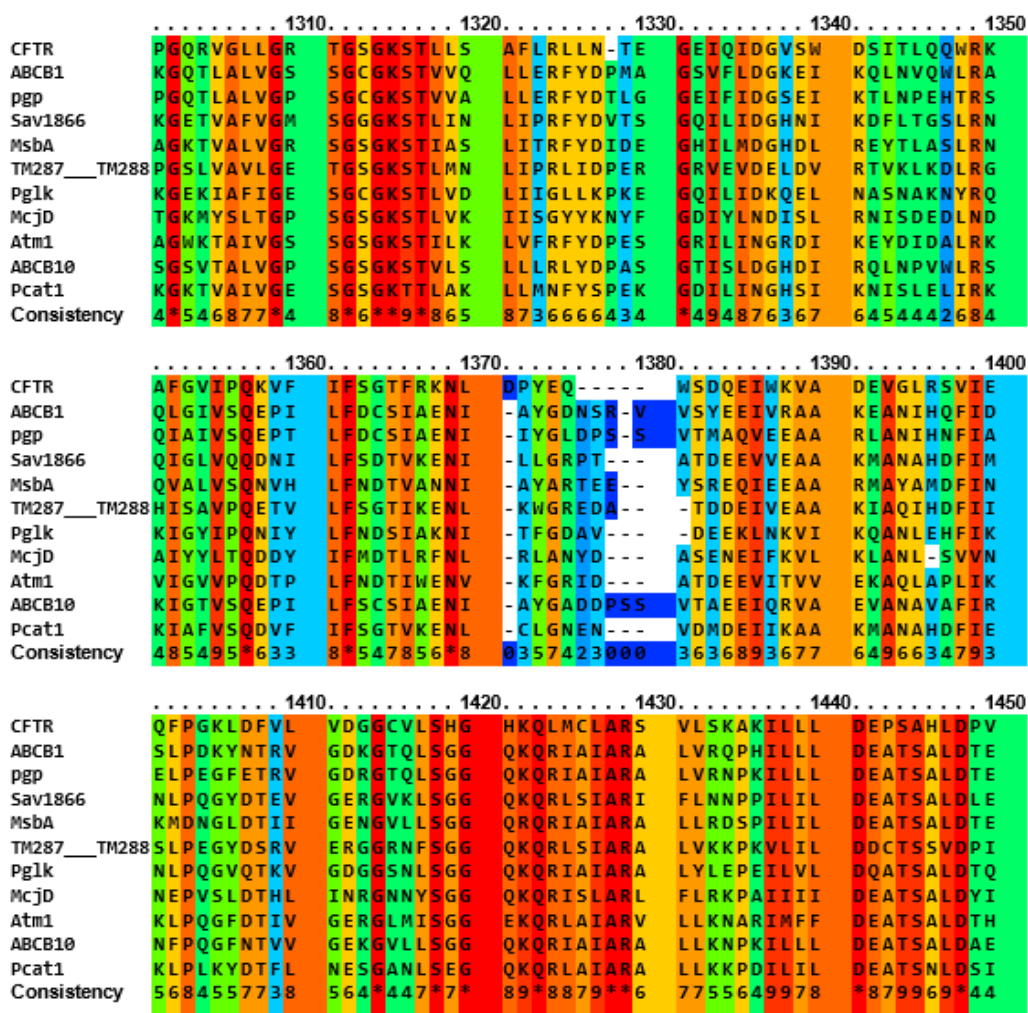 1310 1320 1330 1340 1350
CFTR PGQRVGLLGR TGSGKSTLLS AFLRLLN-TE GEIQIDGVSW DSITLQQWRK
ABCB1 KGQTLALVGS SGCGKSTVVQ LLERFYDPMA GSVFLDGKEI KQLNVQWLRA
pgp PGQTLALVGP SGCGKSTVVA LLERFYDTLG GEIFIDGSEI KTLNPEHTRS
Sav1866 KGETVAFVGM SGGGKSTLIN LIPRFYDVTS GQILIDGHNI KDFLTGSLRN
MsbA AGKTVALVGR SGSGKSTIAS LITRFYDIDE GHILMDGHDL REYTLASLRN
TM287___TM288 PGSLVAVLGE TGSGKSTLMN LIPRLIDPER GRVEVDELDV RTVKLKDLRG
Pglk KGEKIAFIGE SGSGKSTLVD LIIGLLKPKE GQILIDKQEL NASNAKNYRQ
McjD TGKMYSLTGP SGSGKSTLVK IISGYYKNYF GDIYLNDISL RNISDEDLND
Atm1 AGWKTAIVGS SGSGKSTILK LVFRFYDPES GRILINGRDI KEYDIDALRK
ABCB10 SGSVTALVGP SGSGKSTVLS LLLRLYDPAS GTISLDGHDI RQLNPVWLRS
Pcat1 KGKTVAIVGE SGSGKTTLAK LLMNFYSPEK GDILINGHSI KNISLELIRK
Consistency 4*546877*4 8*6**9*865 8736666434 *494876367 6454442684
1360 1370 1380 1390 1400
CFTR AFGVIPQKVF IFSGTFRKNL DPYEQ----- WSDQEIWKVA DEVGLRSVIE
ABCB1 QLGIVSQEPI LFDCSIAENI -AYGDNSR-V VSYEEIVRAA KEANIHQFID
pgp QIAIVSQEPT LFDCSIAENI -IYGLDPS-S VTMAQVEEAA RLANIHNFIA
Sav1866 QIGLVQQDNI LFSDTVKENI -LLGRPT--- ATDEEVVEAA KMANAHDFIM
MsbA QVALVSQNVH LFNDTVANNI -AYARTEE-- YSREQIEEAA RMAYAMDFIN
TM287___TM288 HISAVPQETV LFSGTIKENL -KWGREDA-- -TDDEIVEAA KIAQIHDFII
Pglk KIGYIPQNIY LFNDSIAKNI -TFGDAV--- -DEEKLNKVI KQANLEHFIK
McjD AIYYLTQDDY IFMDTLRFNL -RLANYD--- ASENEIFKVL KLANL-SVVN
Atm1 VIGVVPQDTP LFNDTIWENV -KFGRID--- ATDEEVITVV EKAQLAPLIK
ABCB10 KIGTVSQEPI LFSCSIAENI -AYGADDPSS VTAEEIQRVA EVANAVAFIR
Pcat1 KIAFVSQDVF IFSGTVKENL -CLGNEN--- VDMDEIIKAA KMANAHDFIE
Consistency 485495*633 8*547856*8 0357423000 3636893677 6496634793
1410 1420 1430 1440 1450
CFTR QFPGKLDFVL VDGGCVLSHG HKQLMCLARS VLSKAKILLL DEPSAHLDPV
ABCB1 SLPDKYNTRV GDKGTQLSGG QKQRIAIARA LVRQPHILLL DEATSALDTE
pgp ELPEGFETRV GDRGTQLSGG QKQRIAIARA LVRNPKILLL DEATSALDTE
Sav1866 NLPQGYDTEV GERGVKLSGG QKQRLSIARI FLNNPPILIL DEATSALDLE
MsbA KMDNGLDTII GENGVLLSGG QRQRIAIARA LLRDSPILIL DEATSALDTE
TM287___TM288 SLPEGYDSRV ERGGRNFSGG QKQRLSIARA LVKKPKVLIL DDCTSSVDPI
Pglk NLPQGVQTKV GDGGSNLSGG QKQRIAIARA LYLEPEILVL DQATSALDTQ
McjD NEPVSLDTHL INRGNNYSGG QKQRISLARL FLRKPAIIII DEATSALDYI
Atm1 KLPQGFDTIV GERGLMISGG EKQRLAIARV LLKNARIMFF DEATSALDTH
ABCB10 NFPQGFNTVV GEKGVLLSGG QKQRIAIARA LLKNPKILLL DEATSALDAE
Pcat1 KLPLKYDTFL NESGANLSEG QKQRLAIARA LLKKPDILIL DEATSNLDSI
Consistency 5684557738 564*447*7* 89*8879**6 7755649978 *879969*44